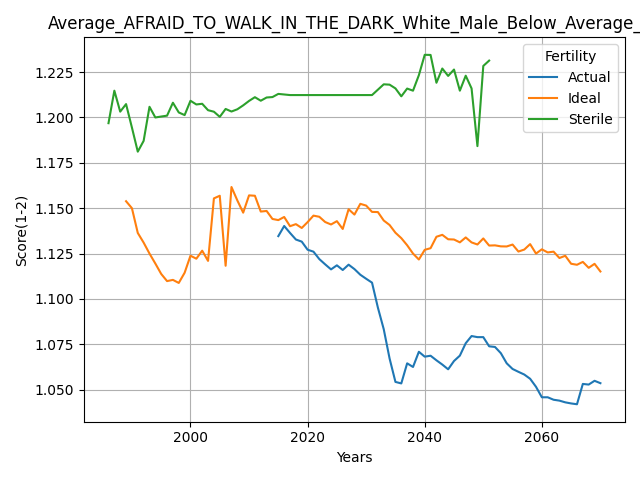 Average_AFRAID_TO_WALK_IN_THE_DARK_White_Male_Below_Average_
Fertility
Actual
Ideal
Sterile
1.225
1.200
1.175
1.150
1.125
1.100
1.075
1.050
Score(1-2)
2000 2020 2040 2060
Years